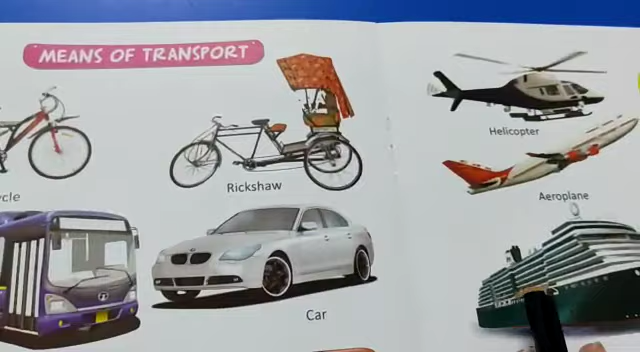 MEANS OF TRANSPORT
Helicopter
Rickshaw
Aeroplane
Car